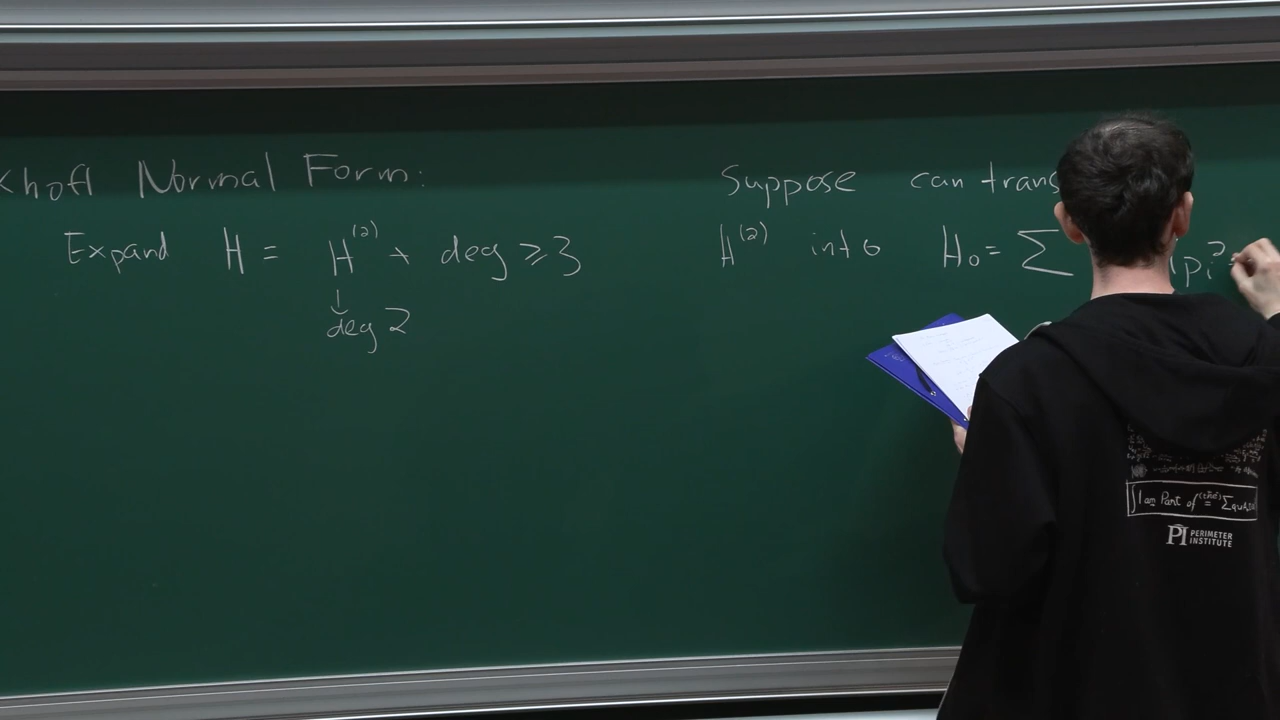 khoff Normal Form:
Expand H = H^(2) + deg ≥ 3
↓
deg 2
Suppose can trans
H^(2) into H₀ = Σ (pᵢ²
∫ I am Part of Σ
PI PERIMETER
INSTITUTE